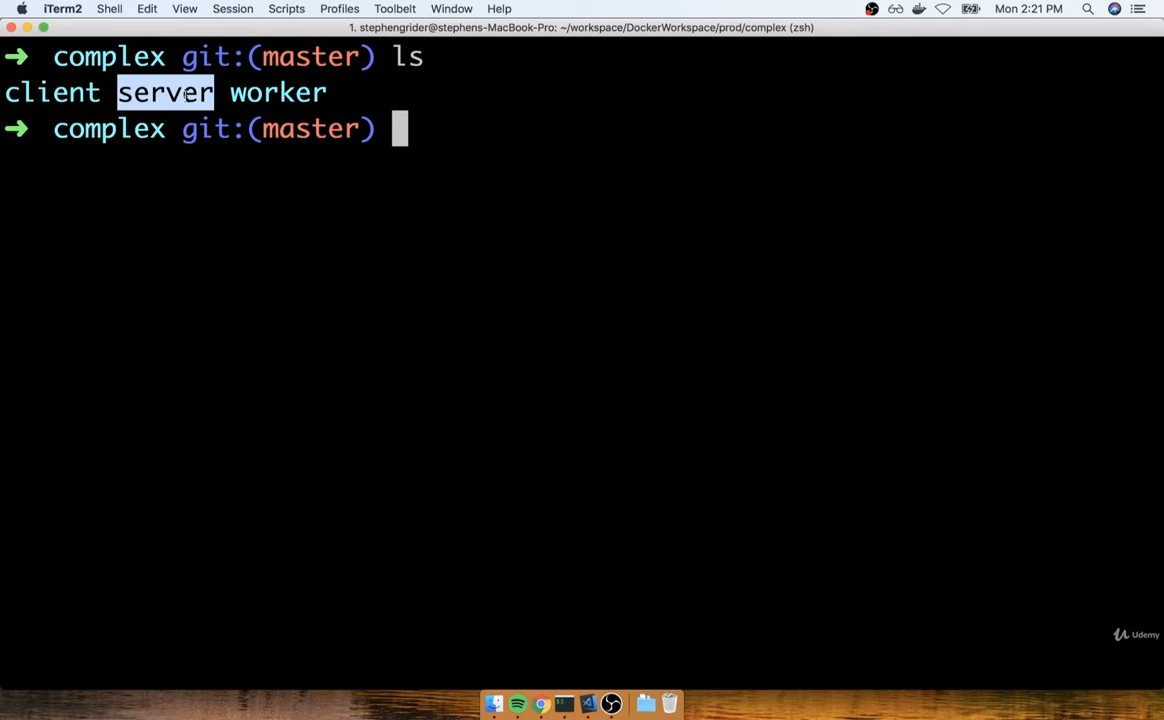 iTerm2 Shell Edit View Session Scripts Profiles Toolbelt Window Help Mon 2:21 PM
1. stephengrider@stephens-MacBook-Pro: ~/workspace/DockerWorkspace/prod/complex (zsh)
➜ complex git:(master) ls
client server worker
➜ complex git:(master)
Udemy